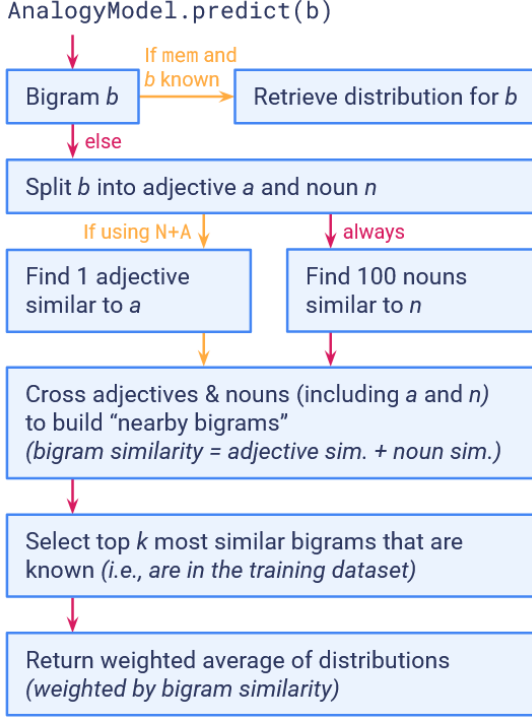 AnalogyModel.predict(b)
If mem and
b known
Bigram b
Retrieve distribution for b
else
Split b into adjective a and noun n
If using N+A
always
Find 1 adjective
similar to a
Find 100 nouns
similar to n
Cross adjectives & nouns (including a and n)
to build “nearby bigrams”
(bigram similarity = adjective sim. + noun sim.)
Select top k most similar bigrams that are
known (i.e., are in the training dataset)
Return weighted average of distributions
(weighted by bigram similarity)